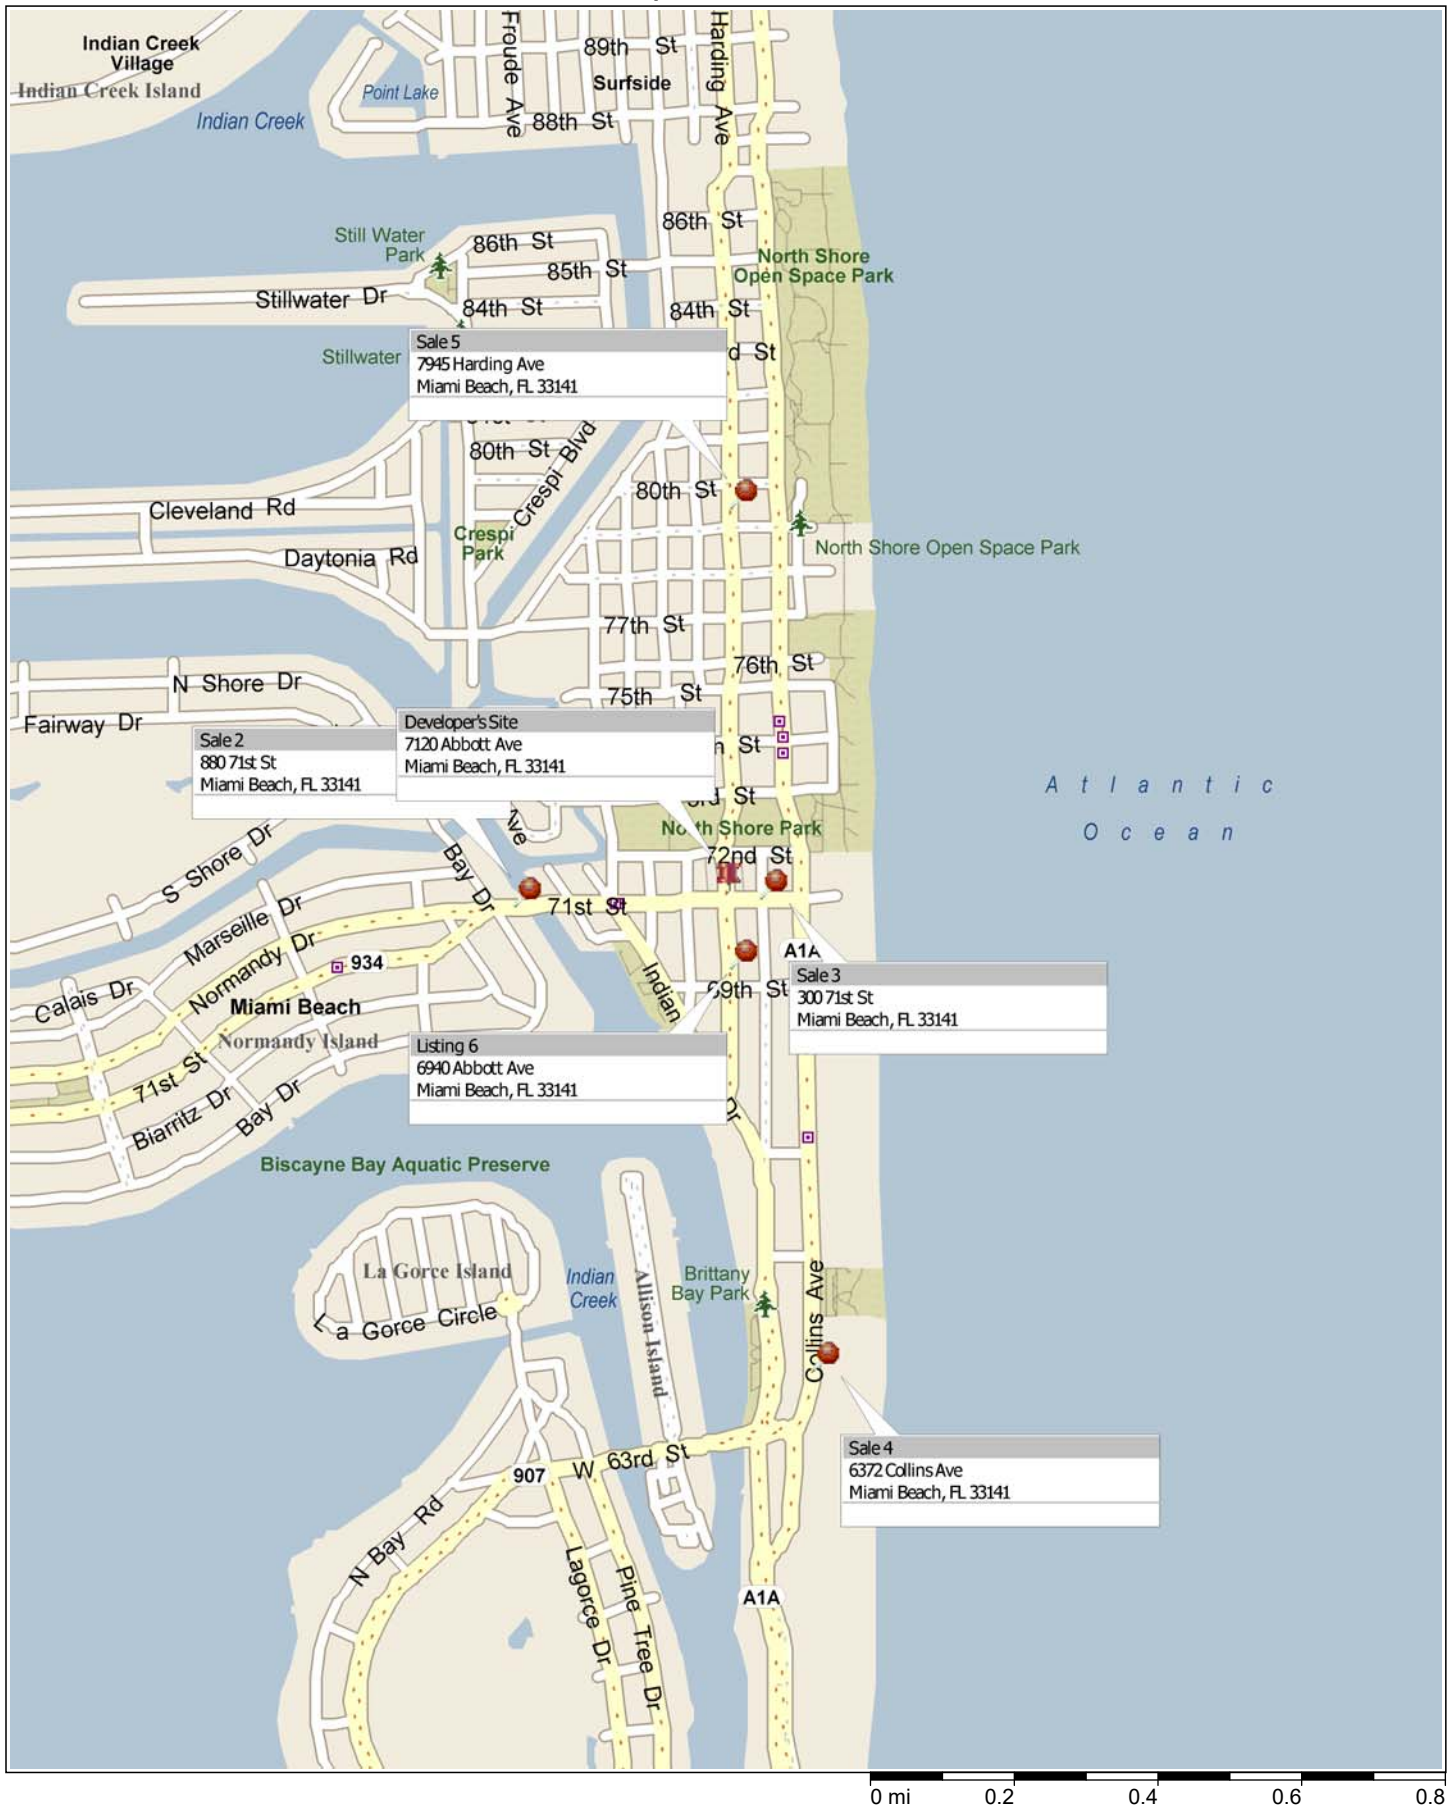 Indian Creek
Village
Indian Creek Island
Indian Creek
Point Lake
Froude Ave
89th St
Surfside
Harding Ave
88th St
86th St
Still Water
Park
86th St
85th St
North Shore
Open Space Park
Stillwater Dr
84th St
84th St
Stillwater
Sale 5
7945 Harding Ave
Miami Beach, FL 33141
d St
80th St
Crespi Blvd
80th St
Cleveland Rd
Crespi
Park
Daytonia Rd
North Shore Open Space Park
77th St
76th St
N Shore Dr
75th St
Fairway Dr
Sale 2
880 71st St
Miami Beach, FL 33141
Developer's Site
7120 Abbott Ave
Miami Beach, FL 33141
St
St
Atlantic
Ocean
North Shore Park
Ave
72nd St
S Shore Dr
Bay Dr
71st St
Marseille Dr
Normandy Dr
934
A1A
Calais Dr
Miami Beach
Normandy Island
Indian
69th St
Sale 3
300 71st St
Miami Beach, FL 33141
Listing 6
6940 Abbott Ave
Miami Beach, FL 33141
71st St
Biarritz Dr
Bay Dr
Dr
Biscayne Bay Aquatic Preserve
La Gorce Island
La Gorce Circle
Indian
Creek
Allison Island
Brittany
Bay Park
Collins Ave
Sale 4
6372 Collins Ave
Miami Beach, FL 33141
907
W 63rd St
N Bay Rd
Lagorce Dr
Pine Tree Dr
A1A
0 mi 0.2 0.4 0.6 0.8